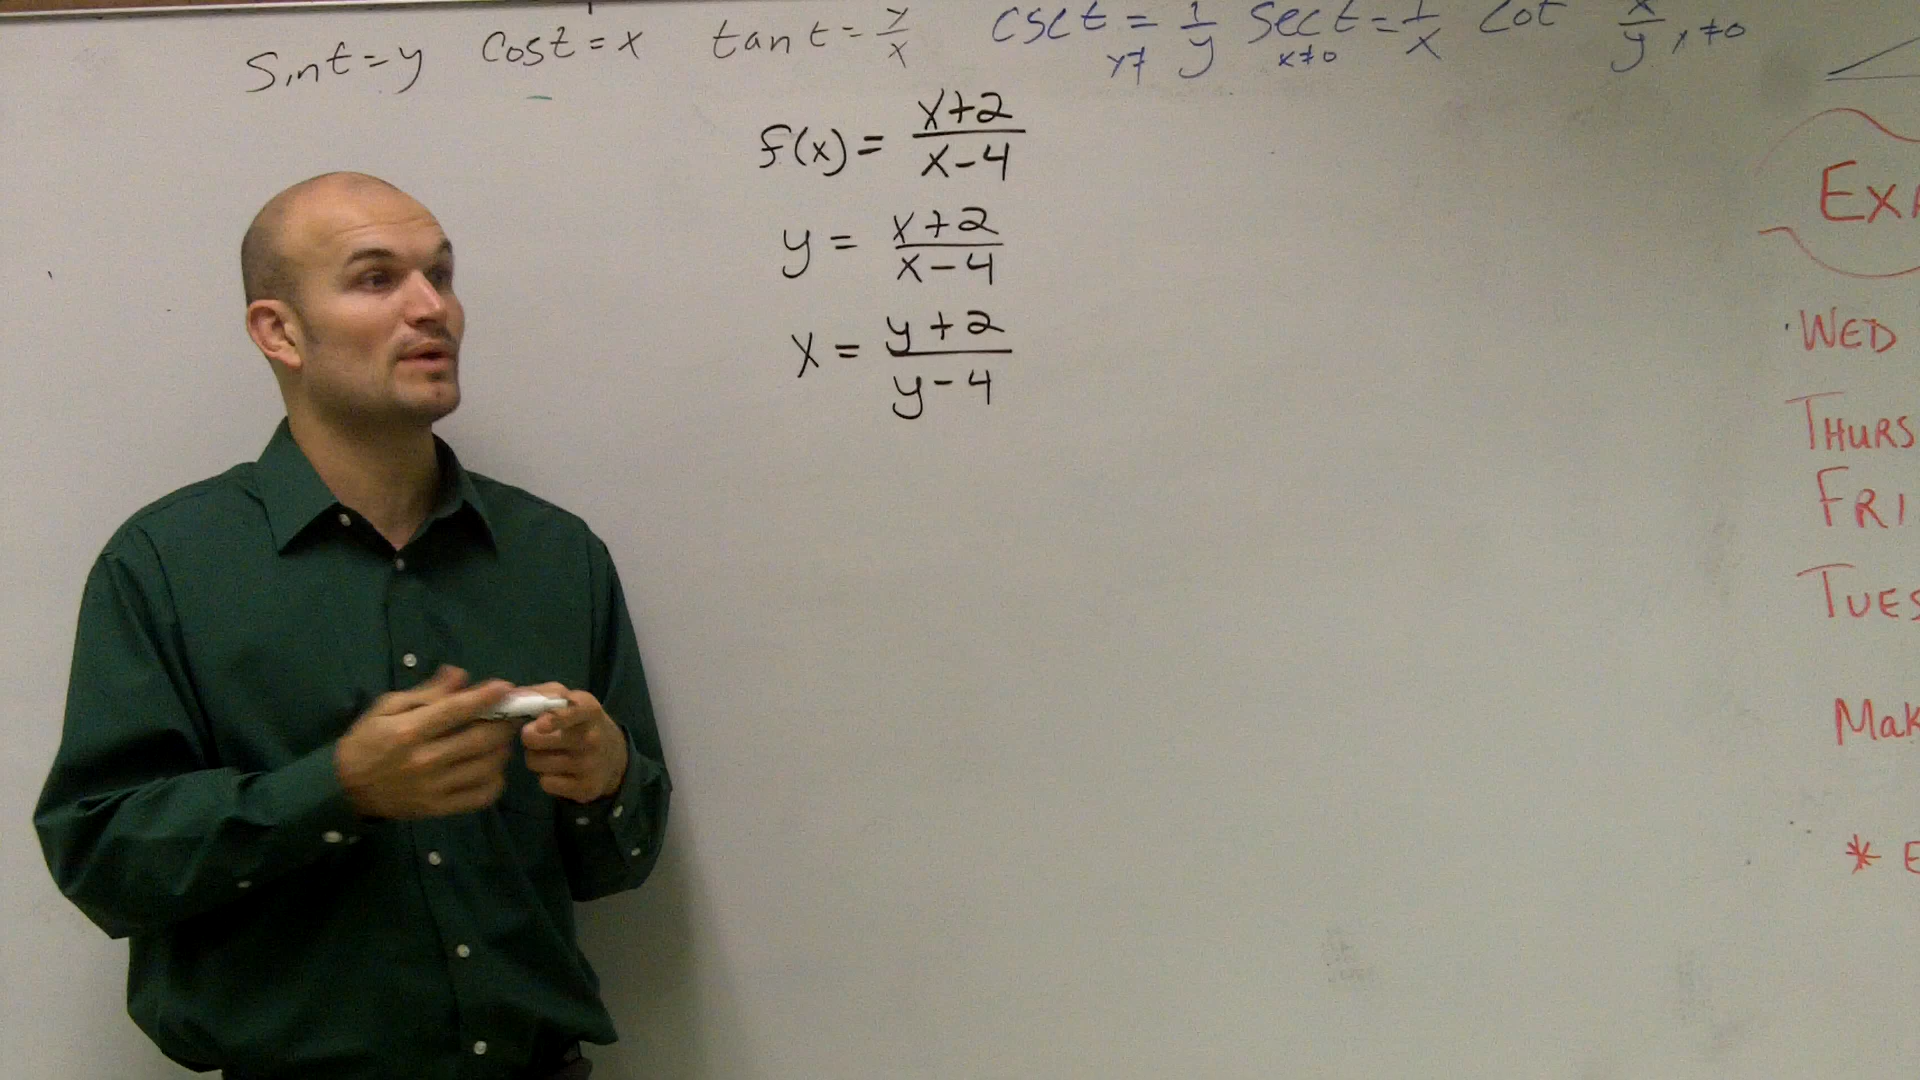 sin t = y cos t = x tan t = y/x csc t = 1/y sec t = 1/x cot x/y, x≠0
y≠ x≠0
f(x) = x+2/x-4
y = x+2/x-4
x = y+2/y-4
WED
THURS
FRI
TUES